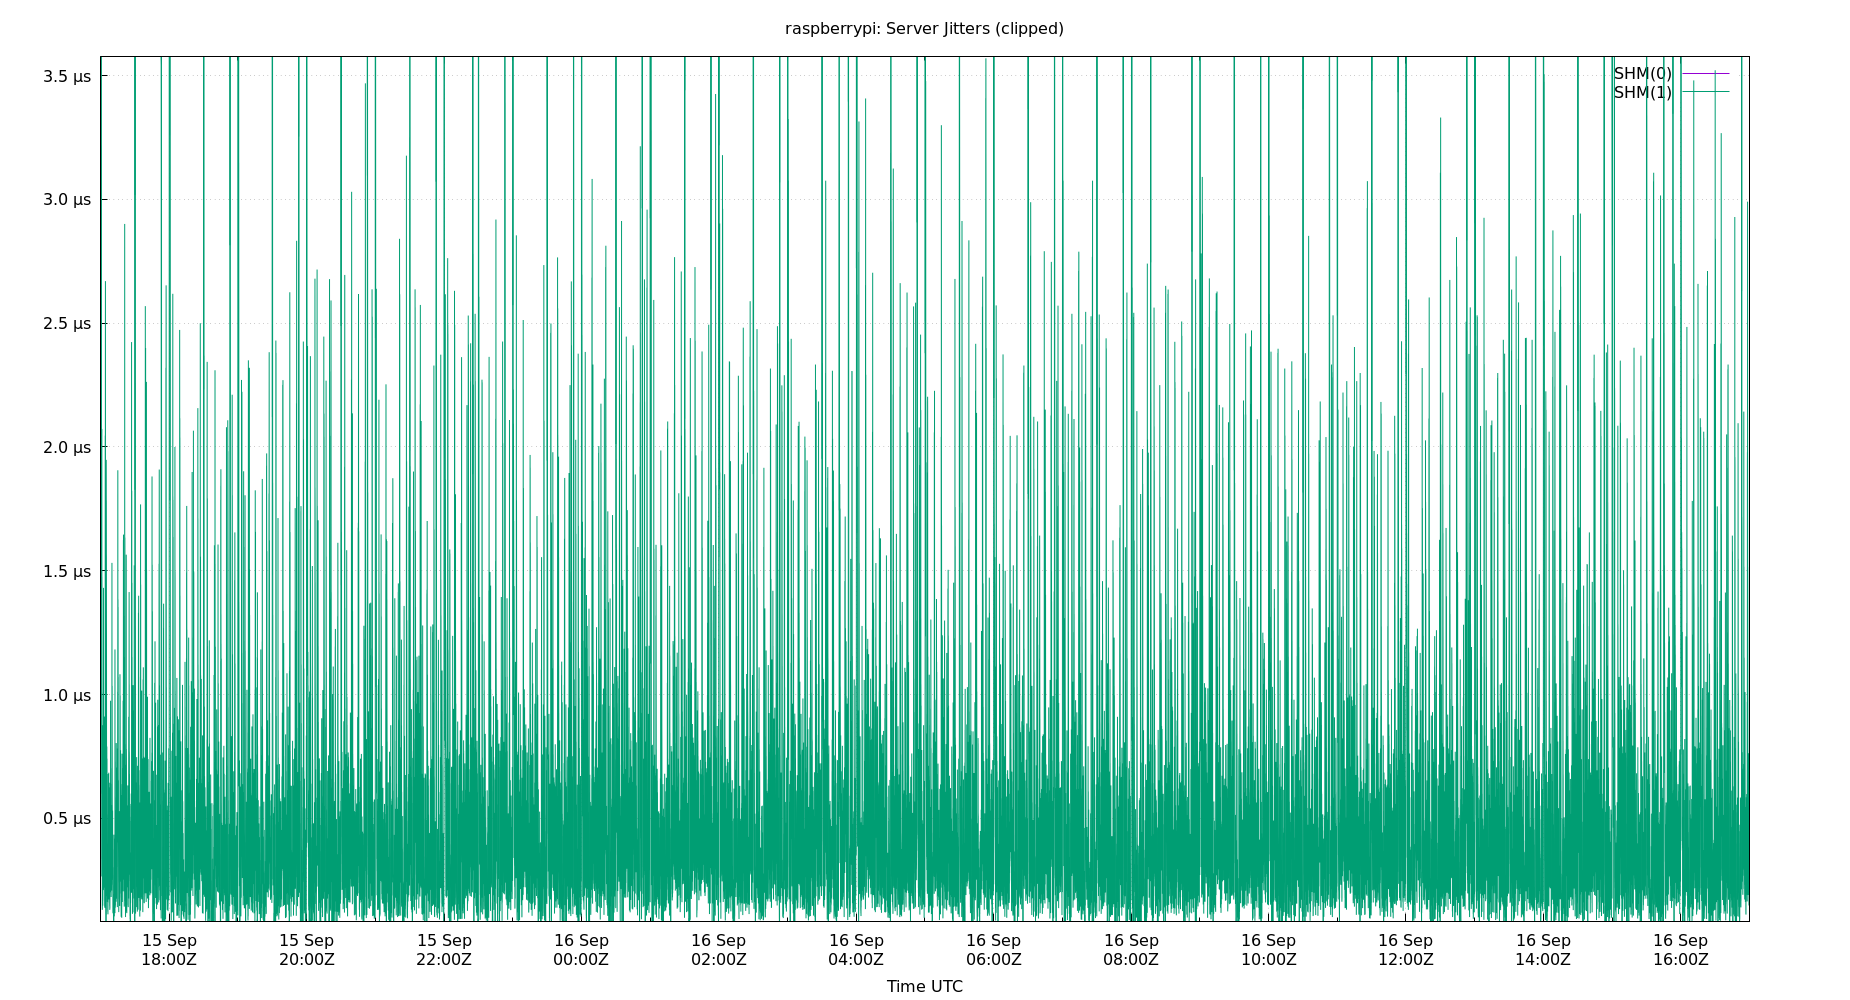 raspberrypi: Server Jitters (clipped)
SHM(0)
SHM(1)
3.5 µs
3.0 µs
2.5 µs
2.0 µs
1.5 µs
1.0 µs
0.5 µs
15 Sep 15 Sep 15 Sep 16 Sep 16 Sep 16 Sep 16 Sep 16 Sep 16 Sep 16 Sep 16 Sep 16 Sep
18:00Z 20:00Z 22:00Z 00:00Z 02:00Z 04:00Z 06:00Z 08:00Z 10:00Z 12:00Z 14:00Z 16:00Z
Time UTC